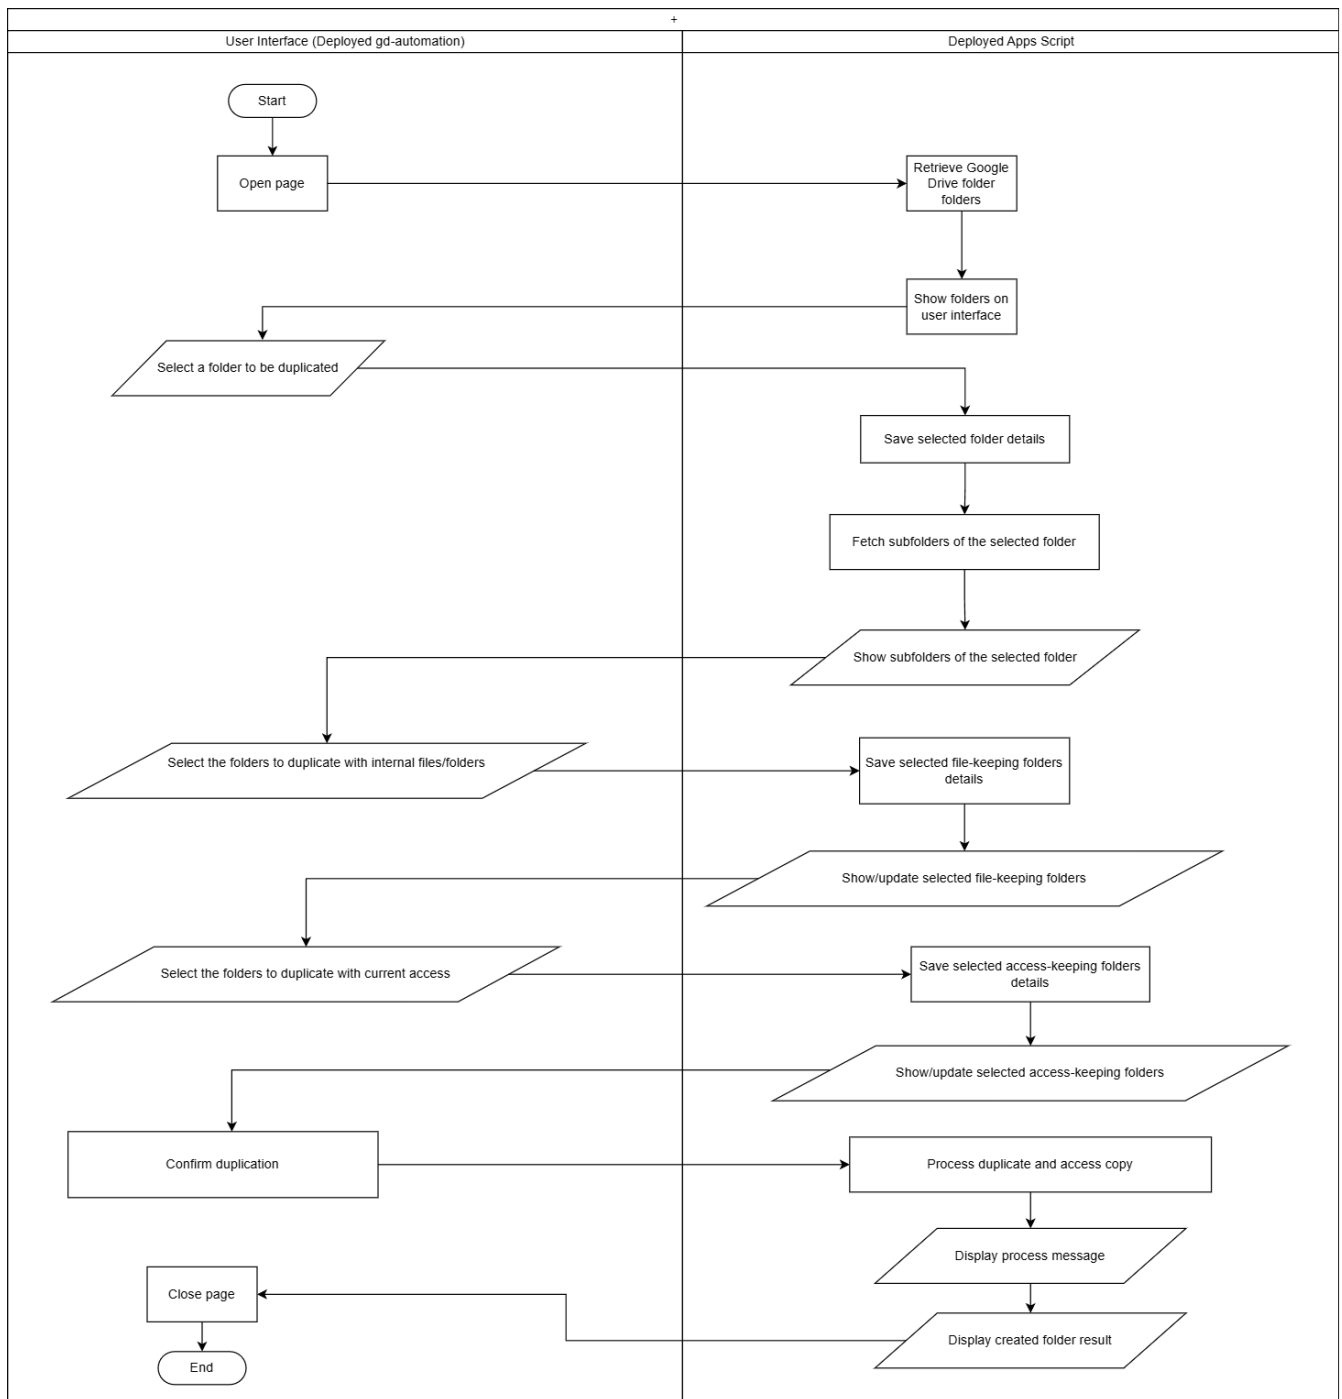 +
User Interface (Deployed gd-automation)
Deployed Apps Script
Start
Open page
Retrieve Google
Drive folder
folders
Show folders on
user interface
Select a folder to be duplicated
Save selected folder details
Fetch subfolders of the selected folder
Show subfolders of the selected folder
Select the folders to duplicate with internal files/folders
Save selected file-keeping folders
details
Show/update selected file-keeping folders
Select the folders to duplicate with current access
Save selected access-keeping folders
details
Show/update selected access-keeping folders
Confirm duplication
Process duplicate and access copy
Display process message
Close page
Display created folder result
End